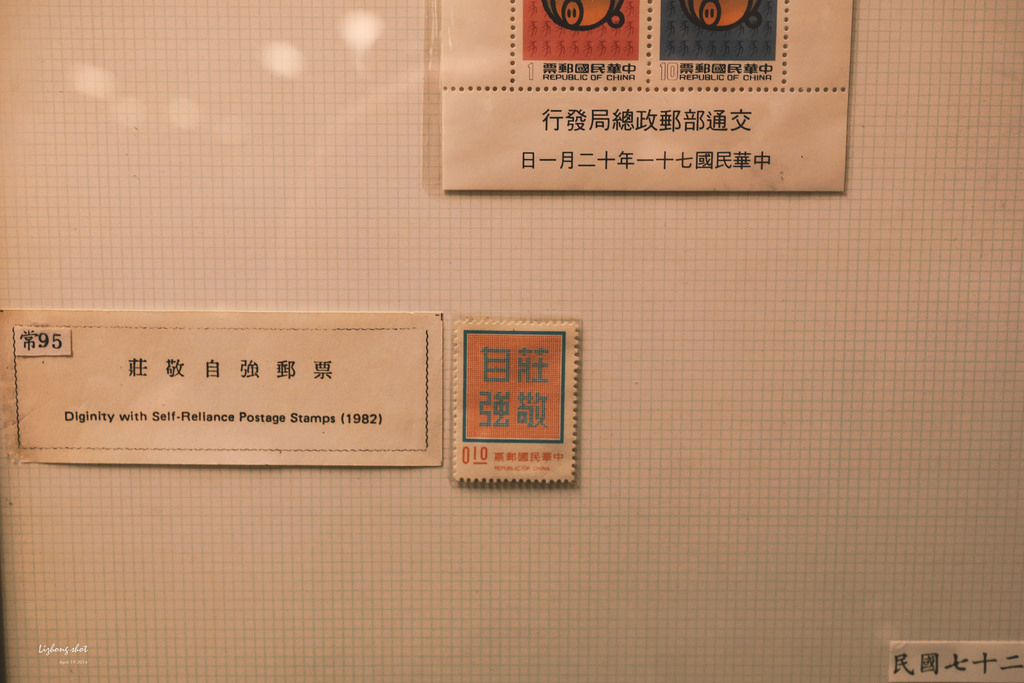 1 中華民國郵票
REPUBLIC OF CHINA
10 中華民國郵票
REPUBLIC OF CHINA
交通部郵政總局發行
中華民國七十一年十二月一日
常95
莊敬自強郵票
Diginity with Self-Reliance Postage Stamps (1982)
莊敬
自強
010 中華民國郵票
REPUBLIC OF CHINA
民國七十二
Lizhong shot